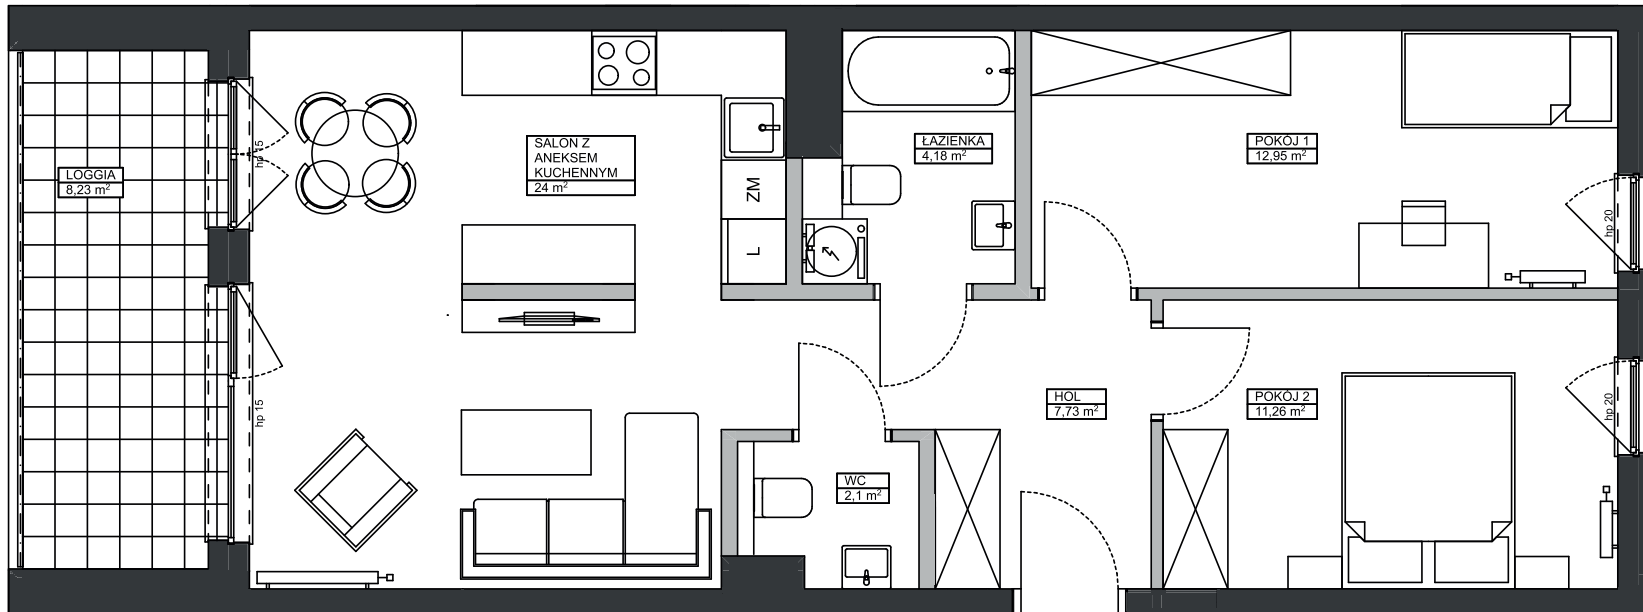 LOGGIA
8,23 m²
hp 15
hp 15
SALON Z
ANEKSEM
KUCHENNYM
24 m²
ZM
L
ŁAZIENKA
4,18 m²
POKÓJ 1
12,95 m²
hp 20
HOL
7,73 m²
POKÓJ 2
11,26 m²
hp 20
WC
2,1 m²